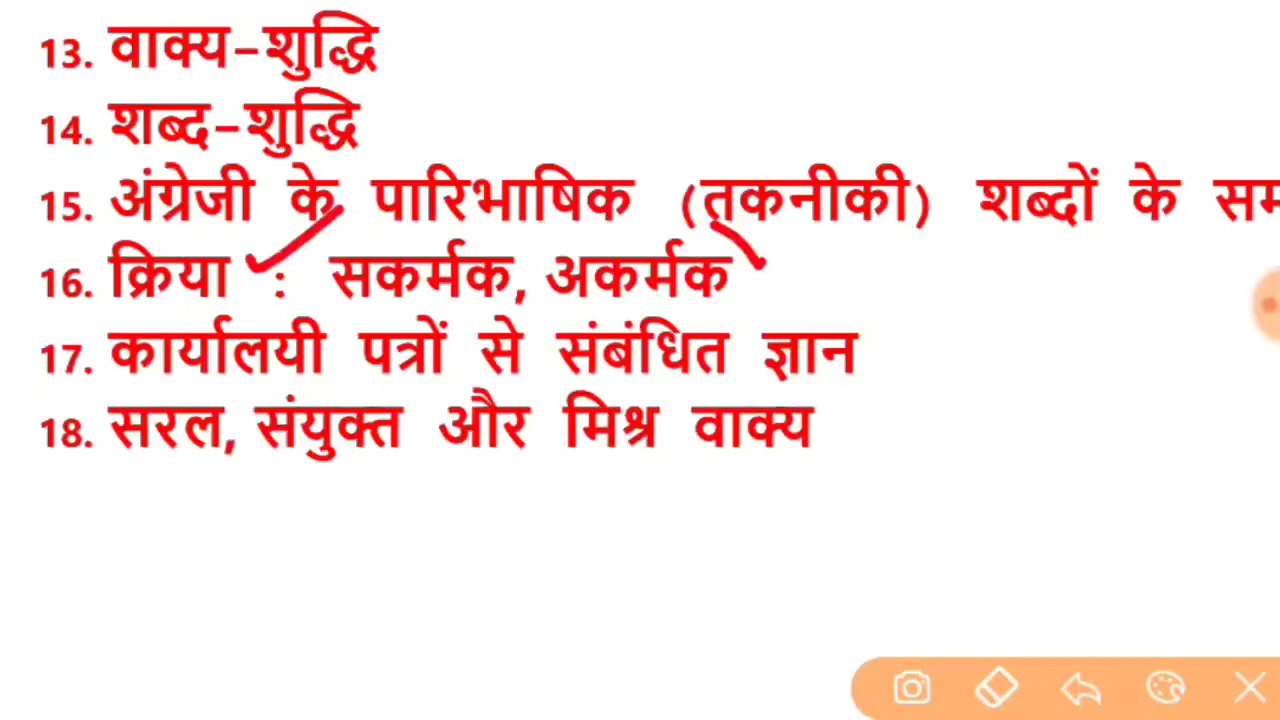 13. वाक्य-शुद्धि
14. शब्द-शुद्धि
15. अंग्रेजी के पारिभाषिक (तकनीकी) शब्दों के
16. क्रिया : सकर्मक, अकर्मक
17. कार्यालयी पत्रों से संबंधित ज्ञान
18. सरल, संयुक्त और मिश्र वाक्य